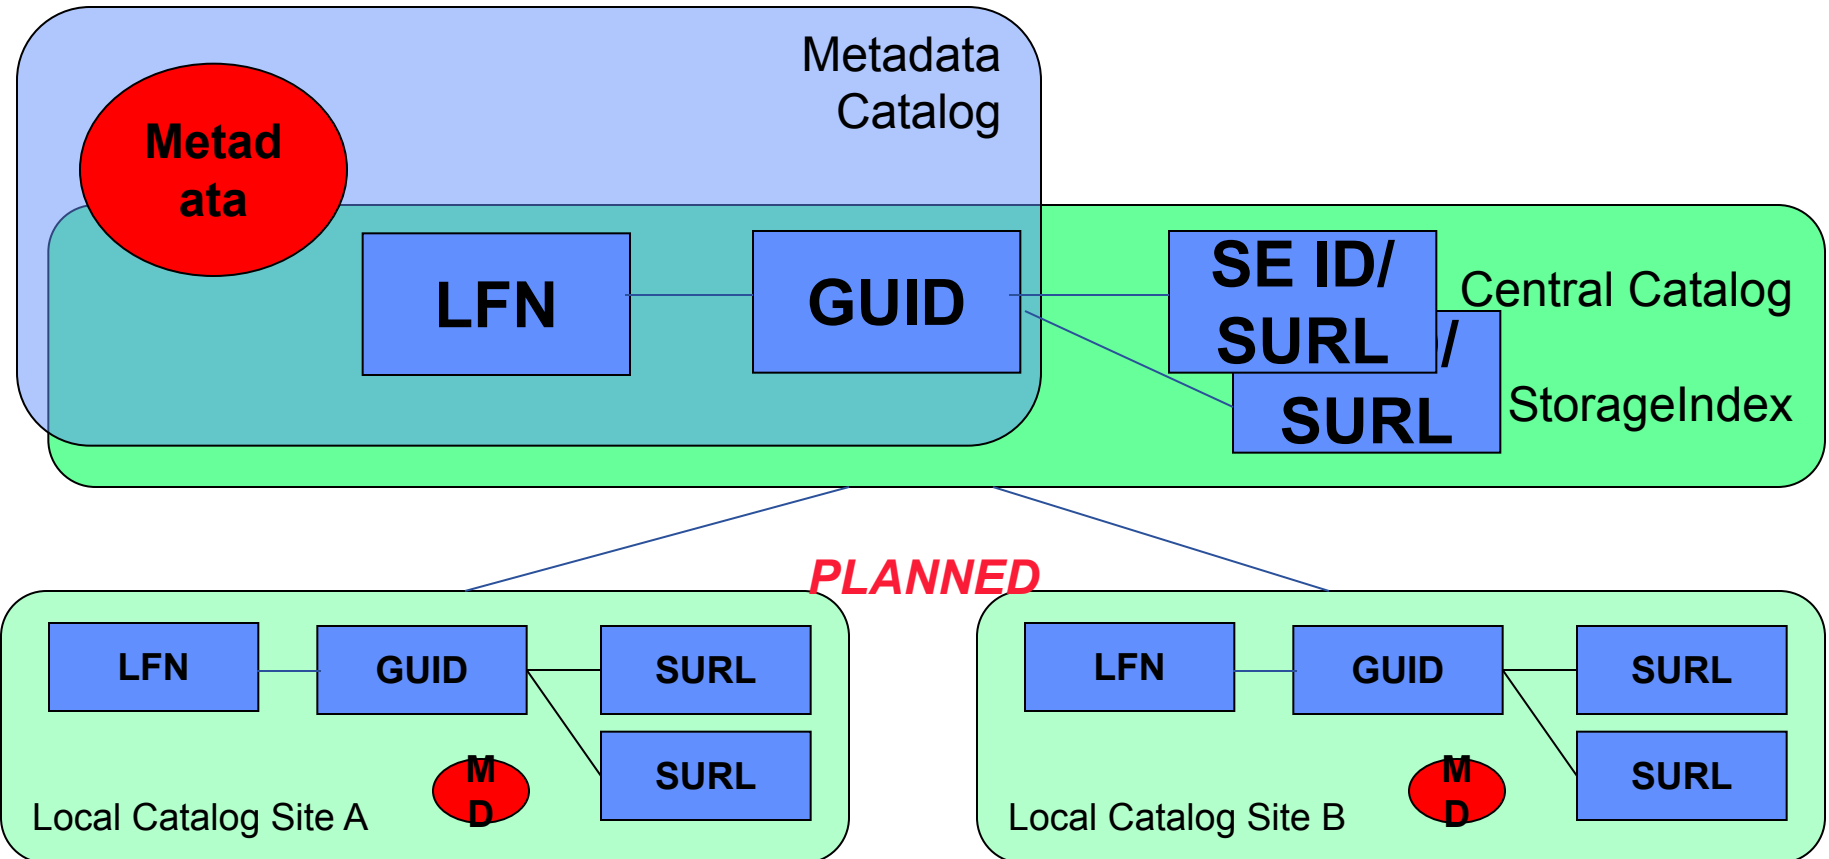 Metadata
Catalog
Metad
ata
LFN
GUID
SE ID/
SURL
Central Catalog
/
SURL
StorageIndex
PLANNED
LFN
GUID
SURL
SURL
M
D
Local Catalog Site A
LFN
GUID
SURL
SURL
M
D
Local Catalog Site B